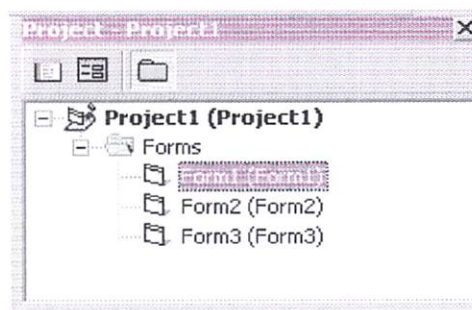 Project - Project1
Project1 (Project1)
Forms
Form1 (Form1)
Form2 (Form2)
Form3 (Form3)